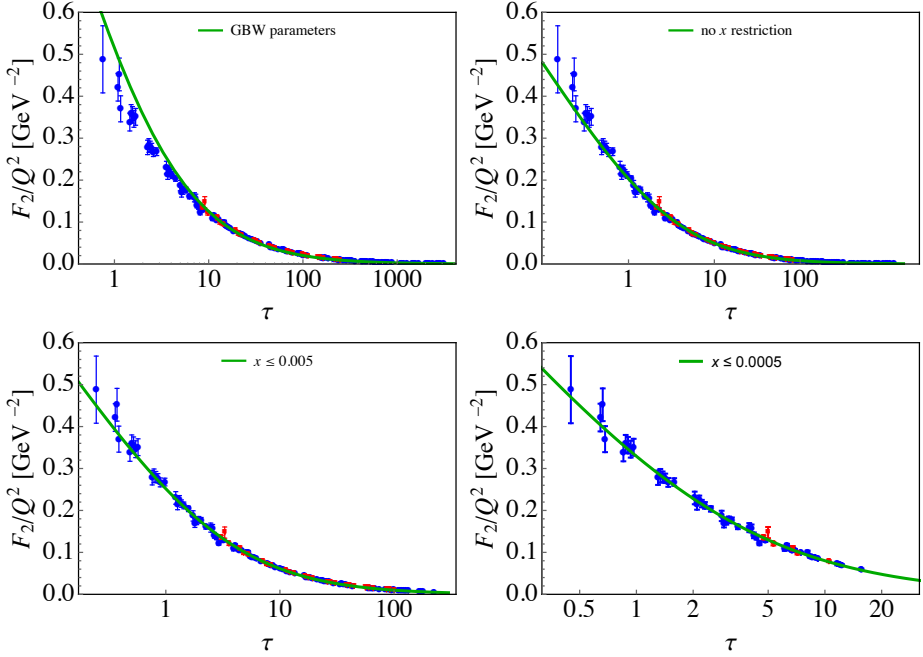 GBW parameters
F₂/Q² [GeV⁻²]
0.6
0.5
0.4
0.3
0.2
0.1
0.0
1 10 100 1000
τ
no x restriction
F₂/Q² [GeV⁻²]
0.6
0.5
0.4
0.3
0.2
0.1
0.0
1 10 100
τ
x ≤ 0.005
F₂/Q² [GeV⁻²]
0.6
0.5
0.4
0.3
0.2
0.1
0.0
1 10 100
τ
x ≤ 0.0005
F₂/Q² [GeV⁻²]
0.6
0.5
0.4
0.3
0.2
0.1
0.0
0.5 1 2 5 10 20
τ